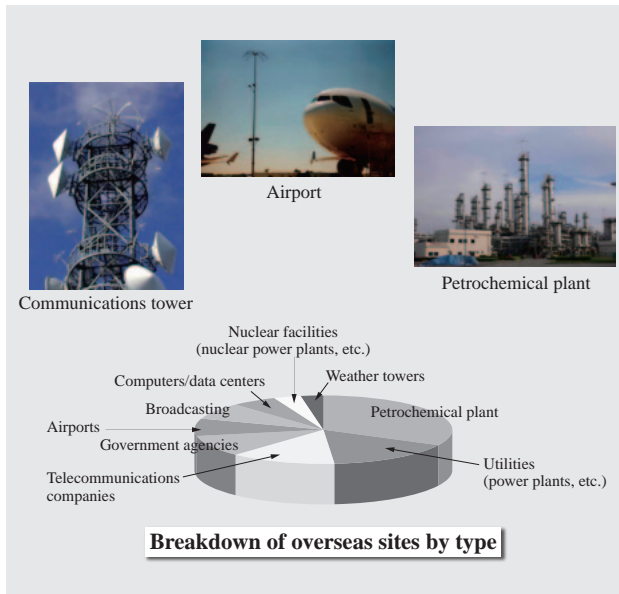 Airport
Communications tower
Petrochemical plant
Nuclear facilities
(nuclear power plants, etc.)
Computers/data centers
Weather towers
Broadcasting
Petrochemical plant
Airports
Government agencies
Telecommunications
companies
Utilities
(power plants, etc.)
Breakdown of overseas sites by type